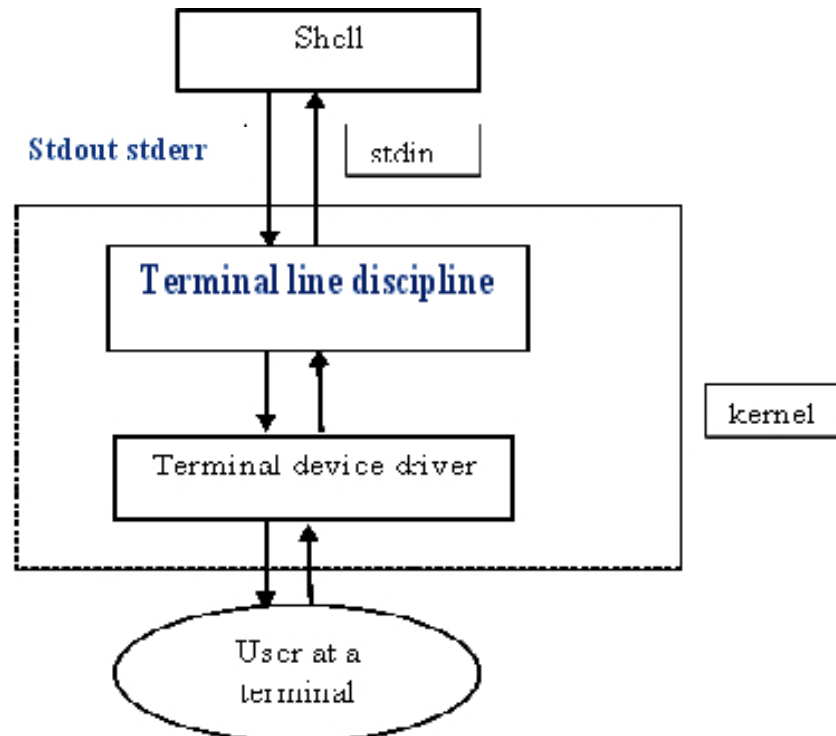 Shell
Stdout stderr
stdin
Terminal line discipline
kernel
Terminal device driver
User at a
terminal